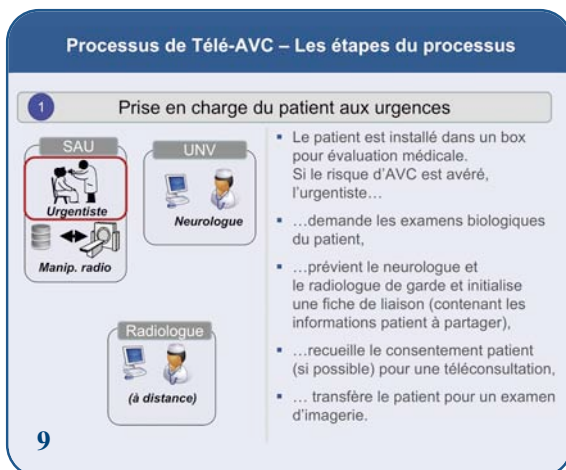 Processus de Télé-AVC – Les étapes du processus
1
Prise en charge du patient aux urgences
SAU
Urgentiste
Manip. radio
UNV
Neurologue
Radiologue
(à distance)
▪ Le patient est installé dans un box
pour évaluation médicale.
Si le risque d’AVC est avéré,
l’urgentiste…
▪ …demande les examens biologiques
du patient,
▪ …prévient le neurologue et
le radiologue de garde et initialise
une fiche de liaison (contenant les
informations patient à partager),
▪ …recueille le consentement patient
(si possible) pour une téléconsultation,
▪ … transfère le patient pour un examen
d’imagerie.
9